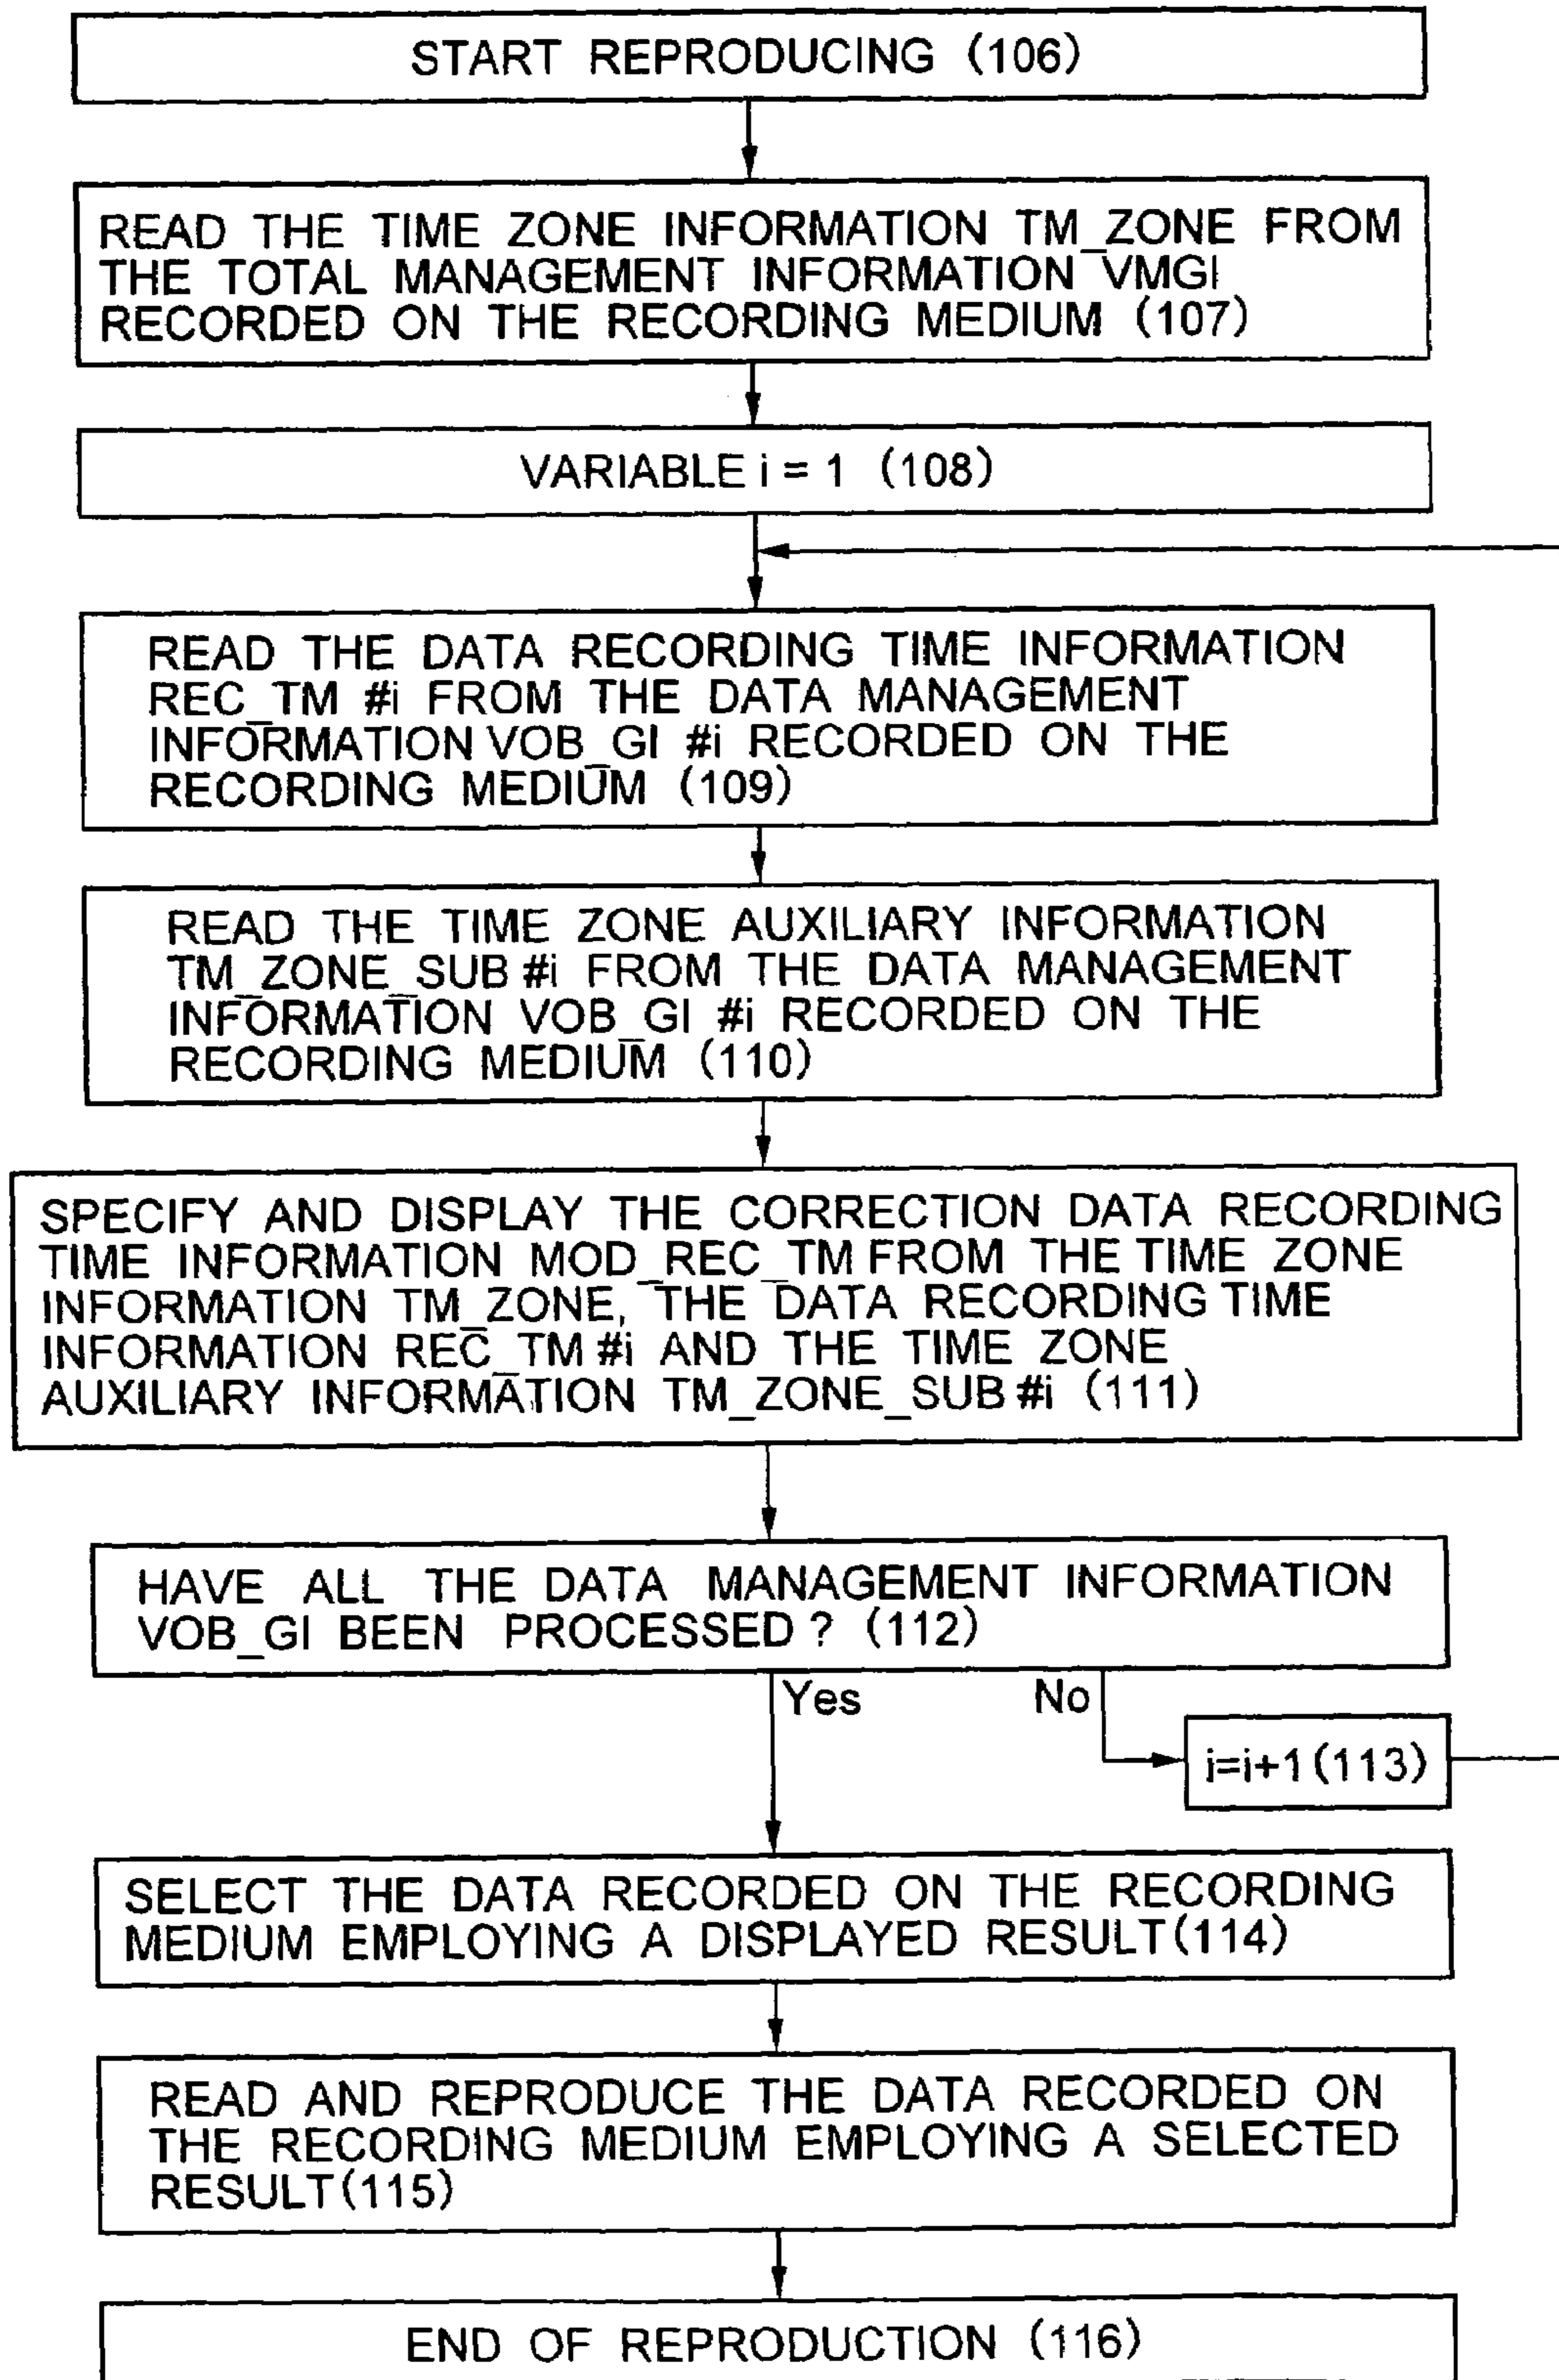 START REPRODUCING (106)
READ THE TIME ZONE INFORMATION TM_ZONE FROM
THE TOTAL MANAGEMENT INFORMATION VMGI
RECORDED ON THE RECORDING MEDIUM (107)
VARIABLE i = 1 (108)
READ THE DATA RECORDING TIME INFORMATION
REC_TM #i FROM THE DATA MANAGEMENT
INFORMATION VOB_GI #i RECORDED ON THE
RECORDING MEDIUM (109)
READ THE TIME ZONE AUXILIARY INFORMATION
TM_ZONE_SUB #i FROM THE DATA MANAGEMENT
INFORMATION VOB_GI #i RECORDED ON THE
RECORDING MEDIUM (110)
SPECIFY AND DISPLAY THE CORRECTION DATA RECORDING
TIME INFORMATION MOD_REC_TM FROM THE TIME ZONE
INFORMATION TM_ZONE, THE DATA RECORDING TIME
INFORMATION REC_TM #i AND THE TIME ZONE
AUXILIARY INFORMATION TM_ZONE_SUB #i (111)
HAVE ALL THE DATA MANAGEMENT INFORMATION
VOB_GI BEEN PROCESSED ? (112)
Yes No
i=i+1 (113)
SELECT THE DATA RECORDED ON THE RECORDING
MEDIUM EMPLOYING A DISPLAYED RESULT(114)
READ AND REPRODUCE THE DATA RECORDED ON
THE RECORDING MEDIUM EMPLOYING A SELECTED
RESULT(115)
END OF REPRODUCTION (116)